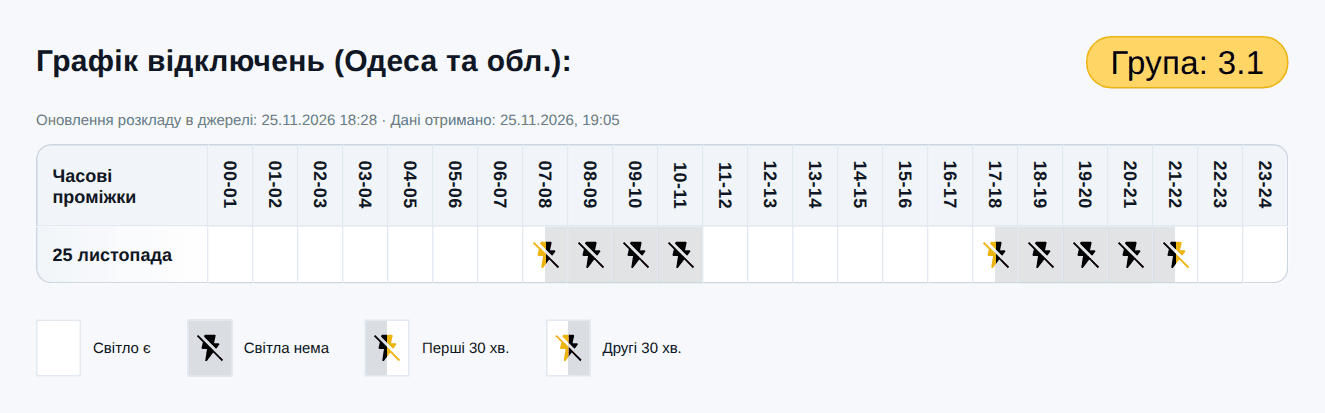 Графік відключень (Одеса та обл.):
Група: 3.1
Оновлення розкладу в джерелі: 25.11.2026 18:28 · Дані отримано: 25.11.2026, 19:05
Часові
проміжки
00-01
01-02
02-03
03-04
04-05
05-06
06-07
07-08
08-09
09-10
10-11
11-12
12-13
13-14
14-15
15-16
16-17
17-18
18-19
19-20
20-21
21-22
22-23
23-24
25 листопада
Світло є
Світла нема
Перші 30 хв.
Другі 30 хв.